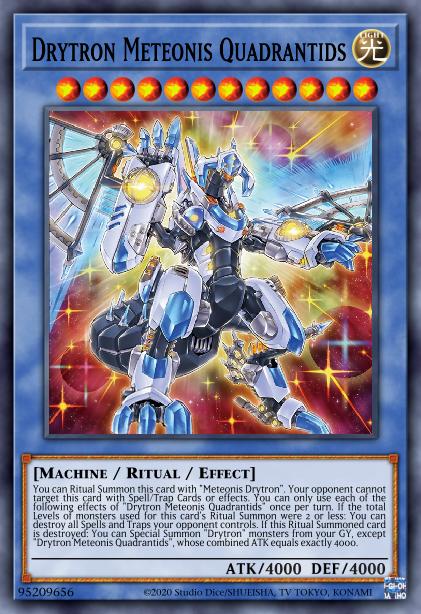 DRYTRON METEONIS QUADRANTIDS
LIGHT
光
[MACHINE / RITUAL / EFFECT]
You can Ritual Summon this card with "Meteonis Drytron". Your opponent cannot
target this card with Spell/Trap Cards or effects. You can only use each of the
following effects of "Drytron Meteonis Quadrantids" once per turn. If the total
Levels of monsters used for this card's Ritual Summon were 2 or less: You can
destroy all Spells and Traps your opponent controls. If this Ritual Summoned card
is destroyed: You can Special Summon "Drytron" monsters from your GY, except
"Drytron Meteonis Quadrantids", whose combined ATK equals exactly 4000.
ATK/4000 DEF/4000
95209656
©2020 Studio Dice/SHUEISHA, TV TOKYO, KONAMI